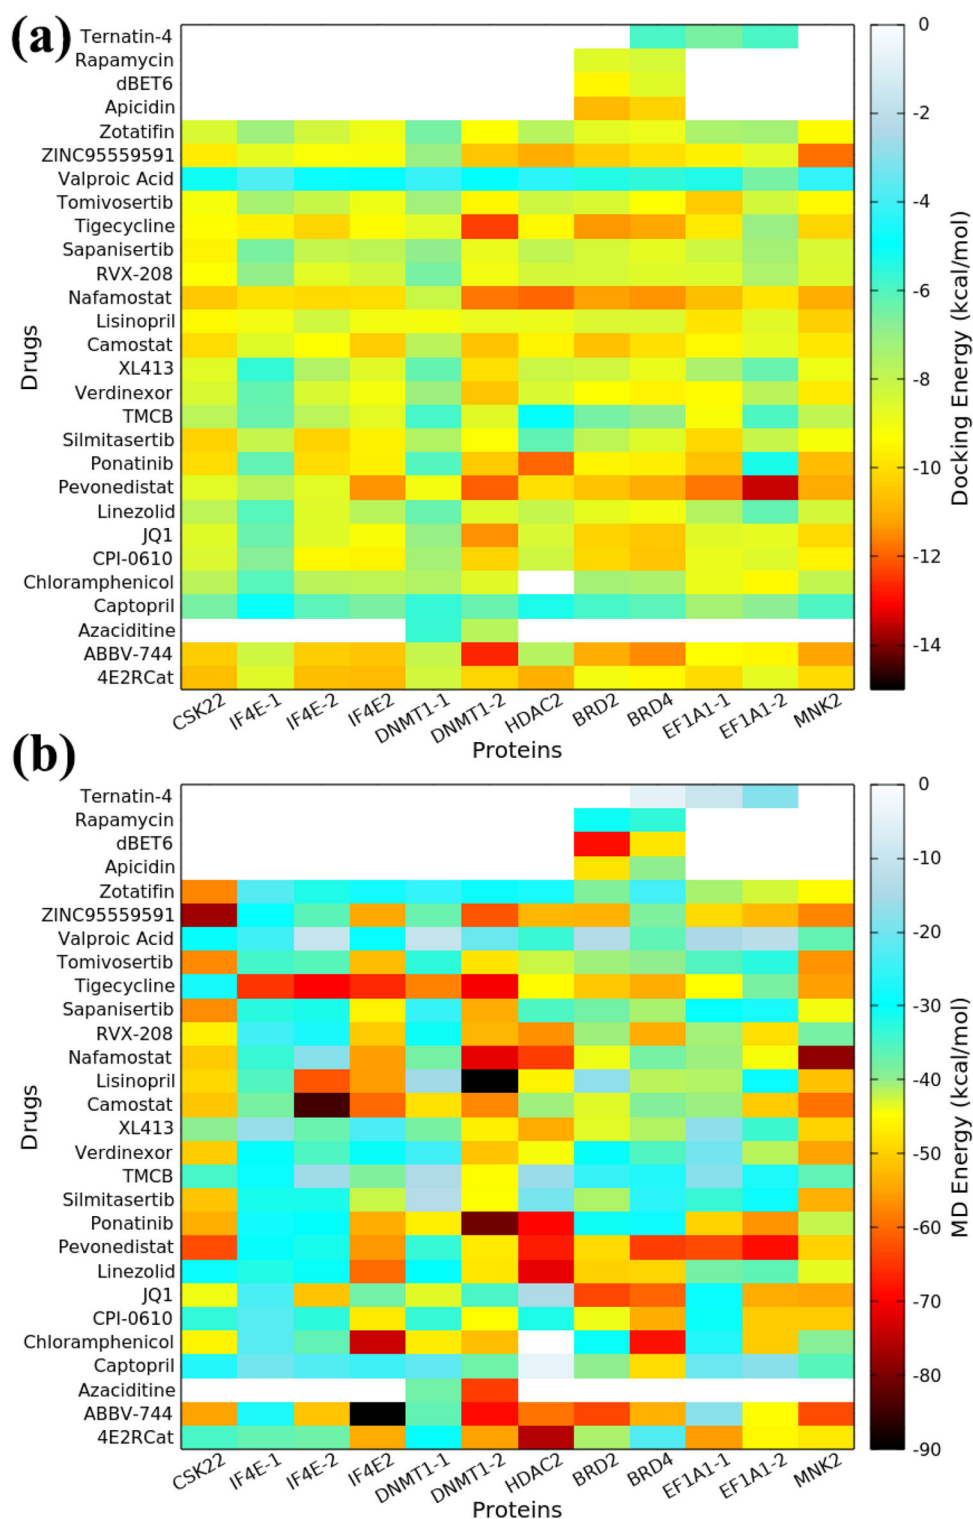 (a)
Ternatin-4
Rapamycin
dBET6
Apicidin
Zotatifin
ZINC95559591
Valproic Acid
Tomivosertib
Tigecycline
Sapanisertib
RVX-208
Nafamostat
Lisinopril
Camostat
XL413
Verdinexor
TMCB
Silmitasertib
Ponatinib
Pevonedistat
Linezolid
JQ1
CPI-0610
Chloramphenicol
Captopril
Azaciditine
ABBV-744
4E2RCat
Drugs
CSK22 IF4E-1 IF4E-2 IF4E2 DNMT1-1 DNMT1-2 HDAC2 BRD2 BRD4 EF1A1-1 EF1A1-2 MNK2
Proteins
0
-2
-4
-6
-8
-10
-12
-14
Docking Energy (kcal/mol)
(b)
Ternatin-4
Rapamycin
dBET6
Apicidin
Zotatifin
ZINC95559591
Valproic Acid
Tomivosertib
Tigecycline
Sapanisertib
RVX-208
Nafamostat
Lisinopril
Camostat
XL413
Verdinexor
TMCB
Silmitasertib
Ponatinib
Pevonedistat
Linezolid
JQ1
CPI-0610
Chloramphenicol
Captopril
Azaciditine
ABBV-744
4E2RCat
Drugs
CSK22 IF4E-1 IF4E-2 IF4E2 DNMT1-1 DNMT1-2 HDAC2 BRD2 BRD4 EF1A1-1 EF1A1-2 MNK2
Proteins
0
-10
-20
-30
-40
-50
-60
-70
-80
-90
MD Energy (kcal/mol)